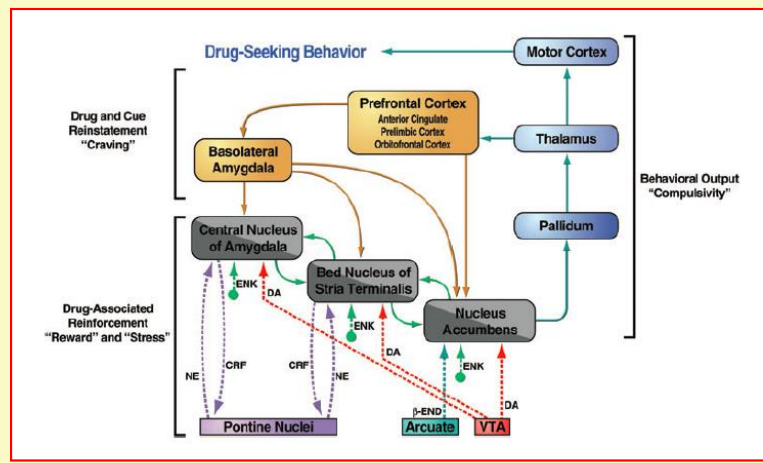 Drug-Seeking Behavior
Motor Cortex
Drug and Cue
Reinstatement
“Craving”
Prefrontal Cortex
Anterior Cingulate
Prelimbic Cortex
Orbitofrontal Cortex
Thalamus
Basolateral
Amygdala
Behavioral Output
“Compulsivity”
Central Nucleus
of Amygdala
Pallidum
Bed Nucleus of
Stria Terminalis
ENK
DA
Drug-Associated
Reinforcement
“Reward” and “Stress”
Nucleus
Accumbens
ENK
DA
NE
CRF
CRF
NE
ENK
β-END
DA
Pontine Nuclei
Arcuate
VTA